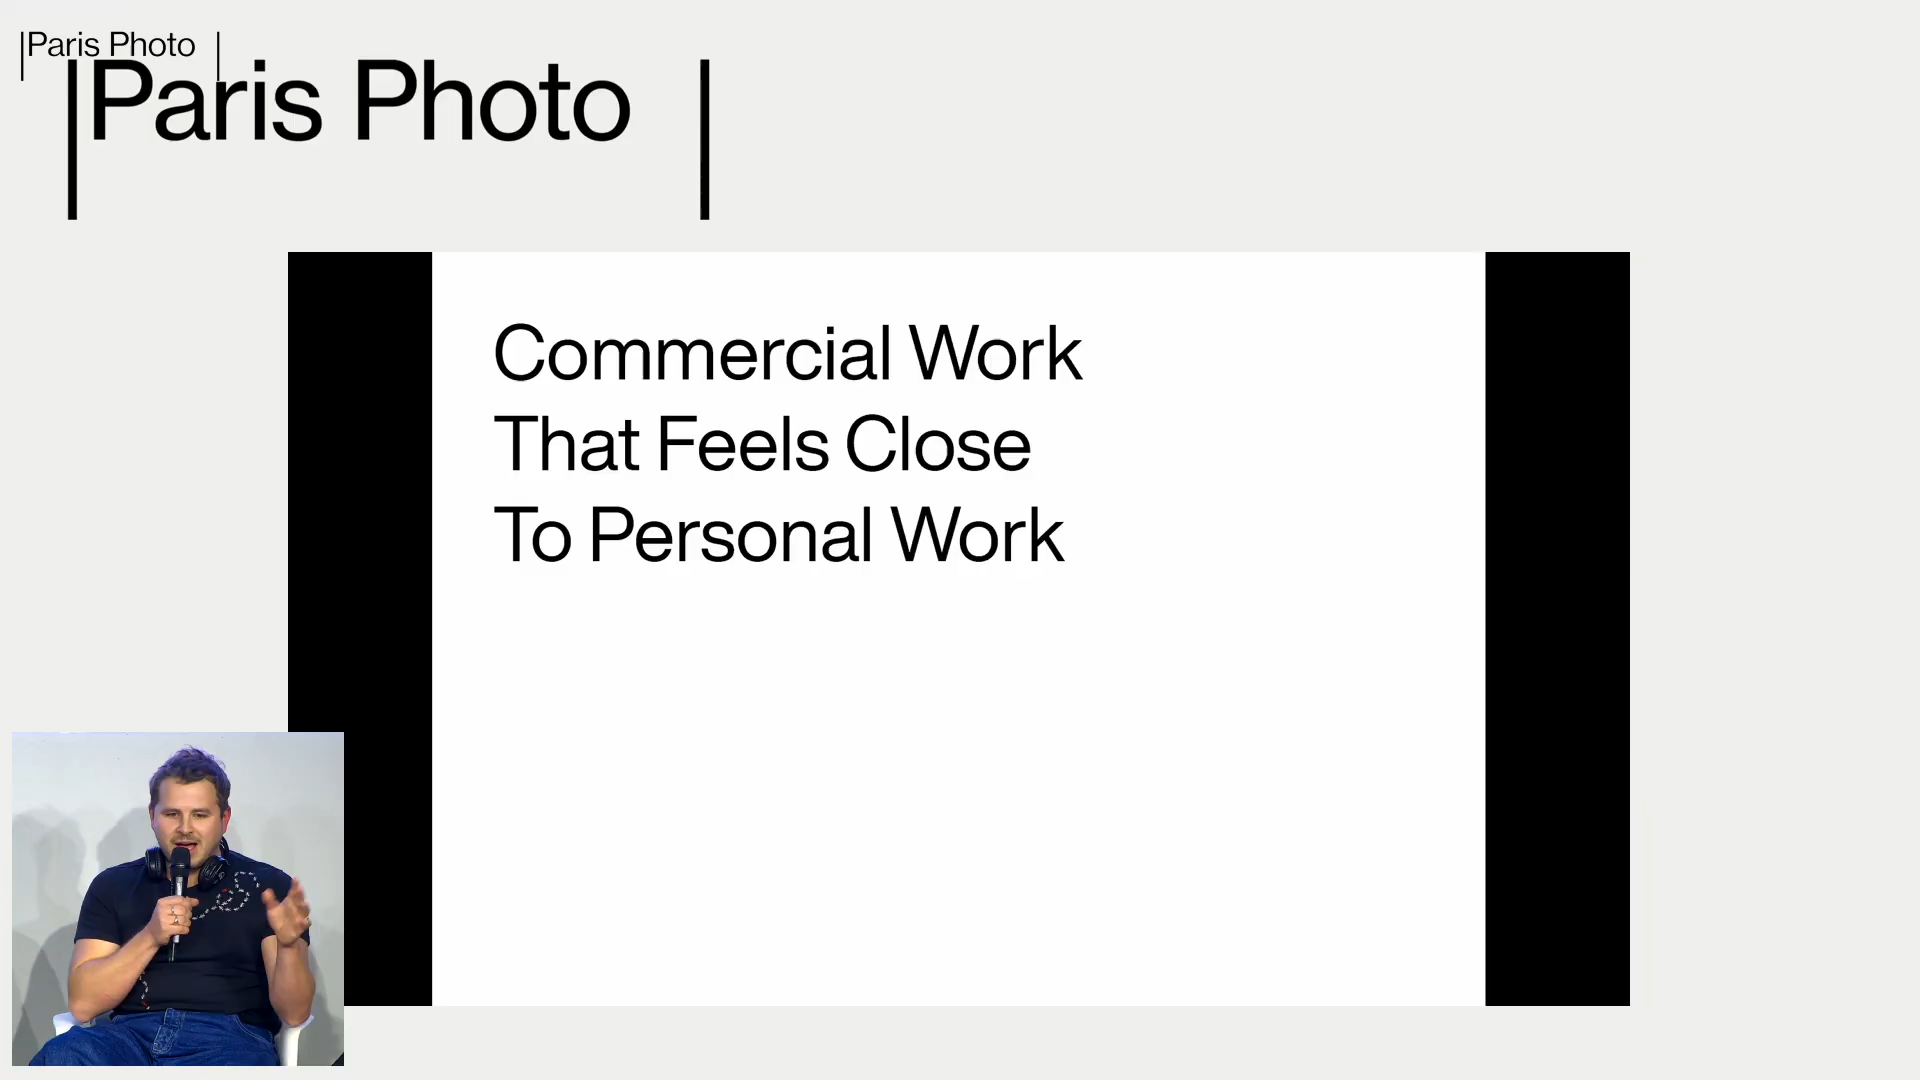 Paris Photo
Paris Photo
Commercial Work
That Feels Close
To Personal Work